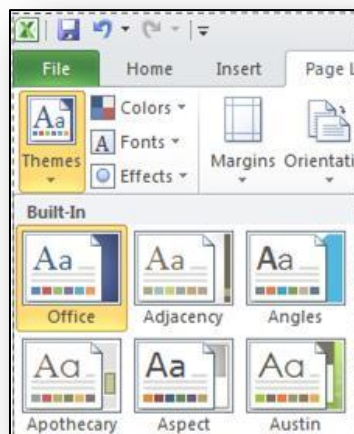 File Home Insert Page L
Aa Colors
A Fonts
Themes Effects Margins Orientati
Built-In
Aa Aa Aa
Office Adjacency Angles
Aa Aa Aa
Apothecary Aspect Austin